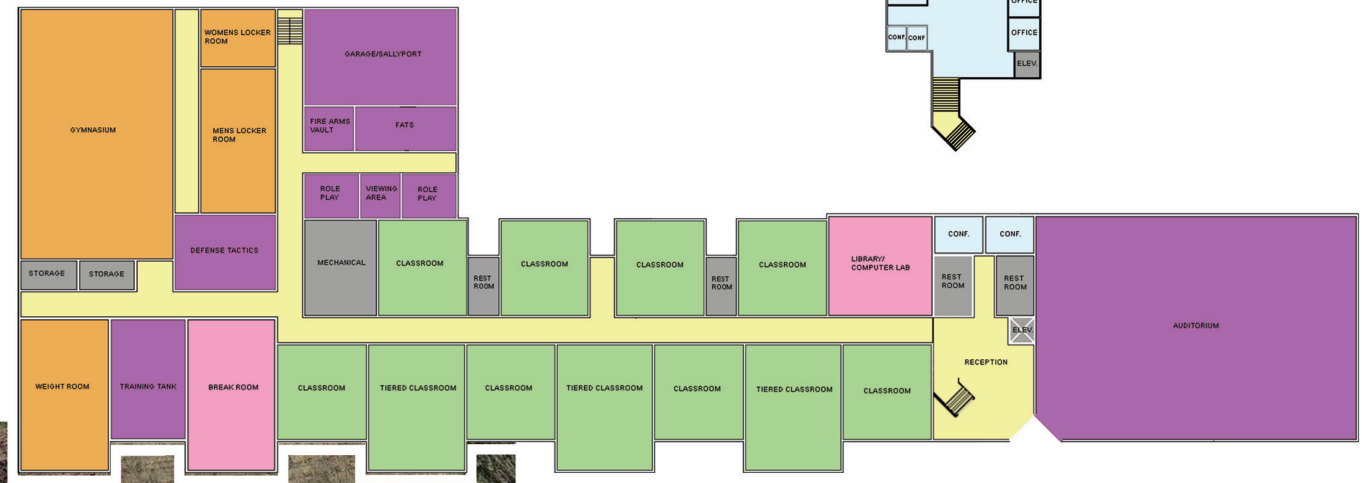 OFFICE
CONF.
CONF
OFFICE
ELEV.
WOMENS LOCKER
ROOM
GARAGE/SALLYPORT
GYMNASIUM
MENS LOCKER
ROOM
FIRE ARMS
VAULT
FATS
ROLE
PLAY
VIEWING
AREA
ROLE
PLAY
DEFENSE TACTICS
STORAGE
STORAGE
MECHANICAL
CLASSROOM
REST
ROOM
CLASSROOM
CLASSROOM
REST
ROOM
CLASSROOM
LIBRARY/
COMPUTER LAB
CONF.
CONF.
REST
ROOM
REST
ROOM
ELEV.
AUDITORIUM
RECEPTION
WEIGHT ROOM
TRAINING TANK
BREAK ROOM
CLASSROOM
TIERED CLASSROOM
CLASSROOM
TIERED CLASSROOM
CLASSROOM
TIERED CLASSROOM
CLASSROOM